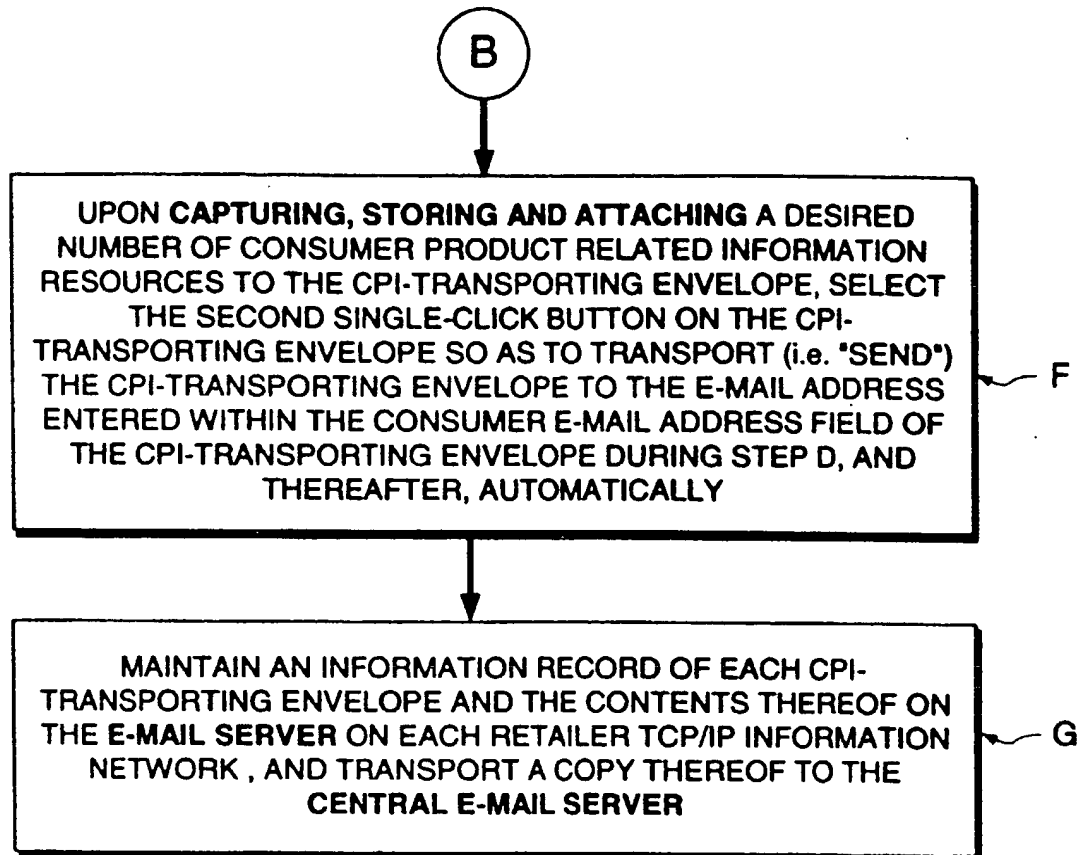 B
UPON CAPTURING, STORING AND ATTACHING A DESIRED
NUMBER OF CONSUMER PRODUCT RELATED INFORMATION
RESOURCES TO THE CPI-TRANSPORTING ENVELOPE, SELECT
THE SECOND SINGLE-CLICK BUTTON ON THE CPI-
TRANSPORTING ENVELOPE SO AS TO TRANSPORT (i.e. "SEND")
THE CPI-TRANSPORTING ENVELOPE TO THE E-MAIL ADDRESS
ENTERED WITHIN THE CONSUMER E-MAIL ADDRESS FIELD OF
THE CPI-TRANSPORTING ENVELOPE DURING STEP D, AND
THEREAFTER, AUTOMATICALLY
F
MAINTAIN AN INFORMATION RECORD OF EACH CPI-
TRANSPORTING ENVELOPE AND THE CONTENTS THEREOF ON
THE E-MAIL SERVER ON EACH RETAILER TCP/IP INFORMATION
NETWORK , AND TRANSPORT A COPY THEREOF TO THE
CENTRAL E-MAIL SERVER
G